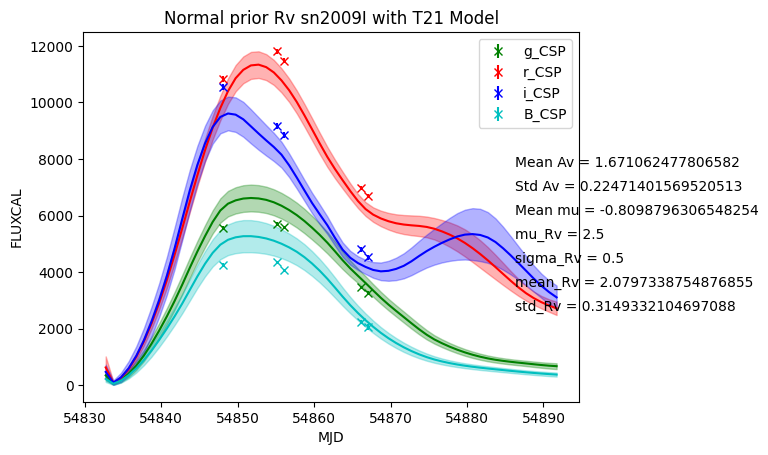 Normal prior Rv sn2009I with T21 Model
12000
10000
8000
6000
4000
2000
0
FLUXCAL
g_CSP
r_CSP
i_CSP
B_CSP
Mean Av = 1.671062477806582
Std Av = 0.22471401569520513
Mean mu = -0.8098796306548254
mu_Rv = 2.5
sigma_Rv = 0.5
mean_Rv = 2.0797338754876855
std_Rv = 0.3149332104697088
54830 54840 54850 54860 54870 54880 54890
MJD